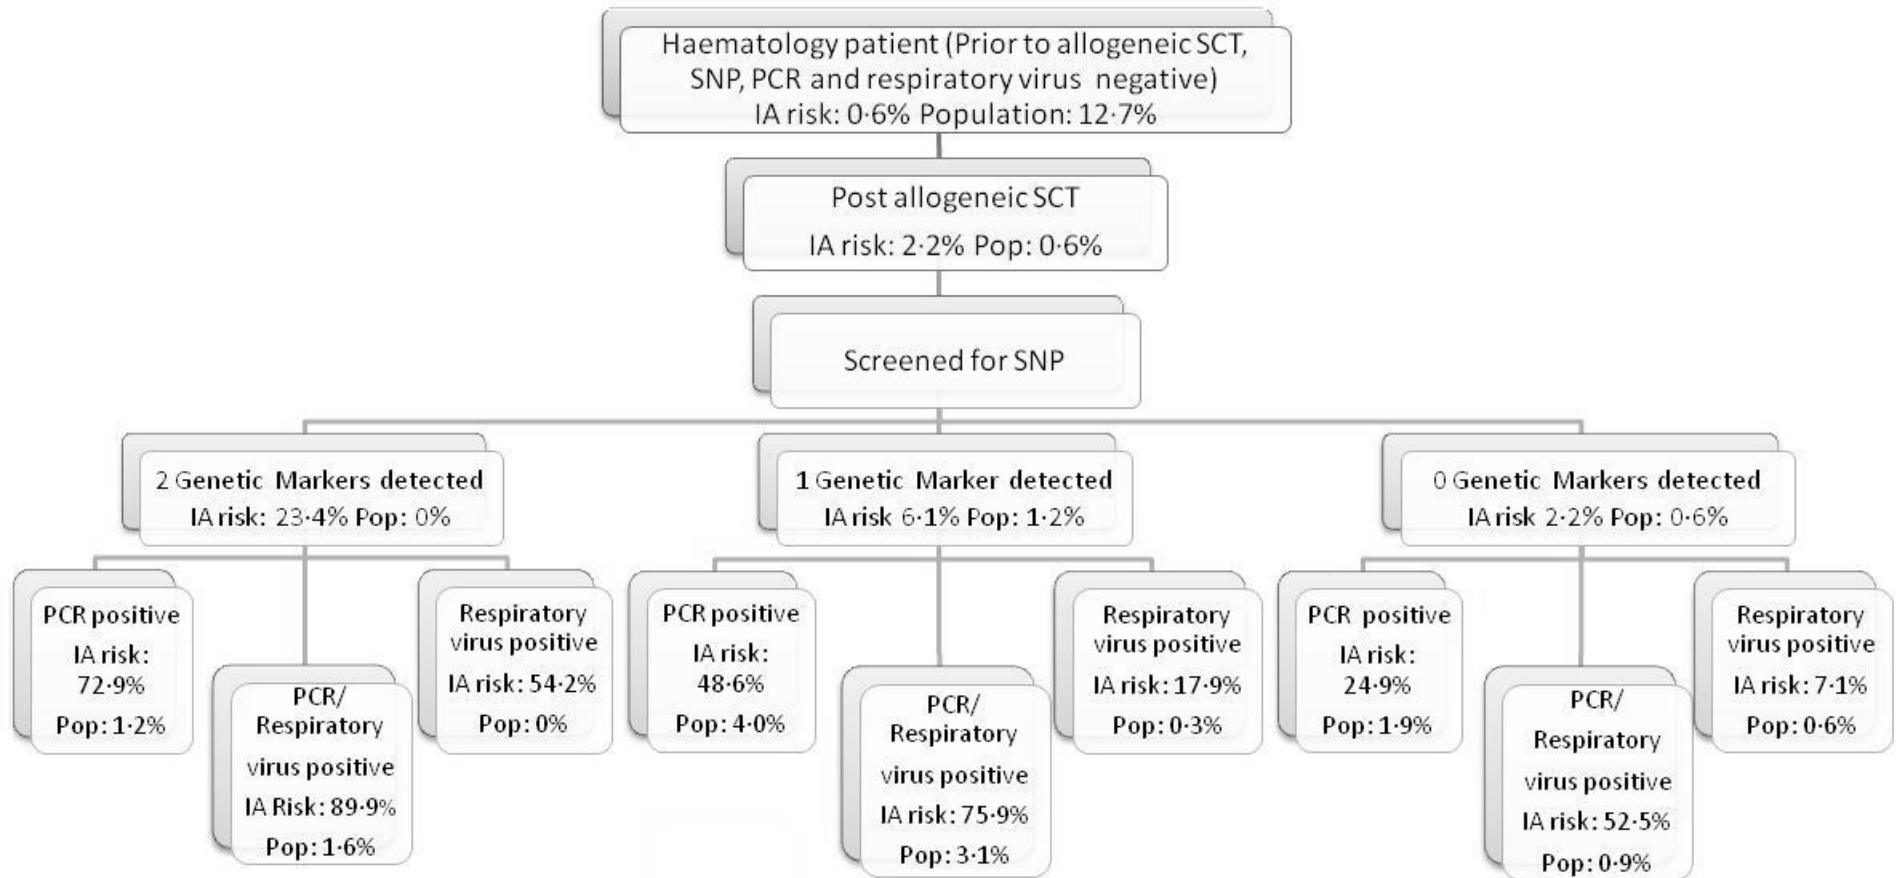 Haematology patient (Prior to allogeneic SCT,
SNP, PCR and respiratory virus negative)
IA risk: 0·6% Population: 12·7%
Post allogeneic SCT
IA risk: 2·2% Pop: 0·6%
Screened for SNP
2 Genetic Markers detected
IA risk: 23·4% Pop: 0%
1 Genetic Marker detected
IA risk 6·1% Pop: 1·2%
0 Genetic Markers detected
IA risk 2·2% Pop: 0·6%
PCR positive
IA risk:
72·9%
Pop: 1·2%
PCR/
Respiratory
virus positive
IA Risk: 89·9%
Pop: 1·6%
Respiratory
virus positive
IA risk: 54·2%
Pop: 0%
PCR positive
IA risk:
48·6%
Pop: 4·0%
PCR/
Respiratory
virus positive
IA risk: 75·9%
Pop: 3·1%
Respiratory
virus positive
IA risk: 17·9%
Pop: 0·3%
PCR positive
IA risk:
24·9%
Pop: 1·9%
PCR/
Respiratory
virus positive
IA risk: 52·5%
Pop: 0·9%
Respiratory
virus positive
IA risk: 7·1%
Pop: 0·6%